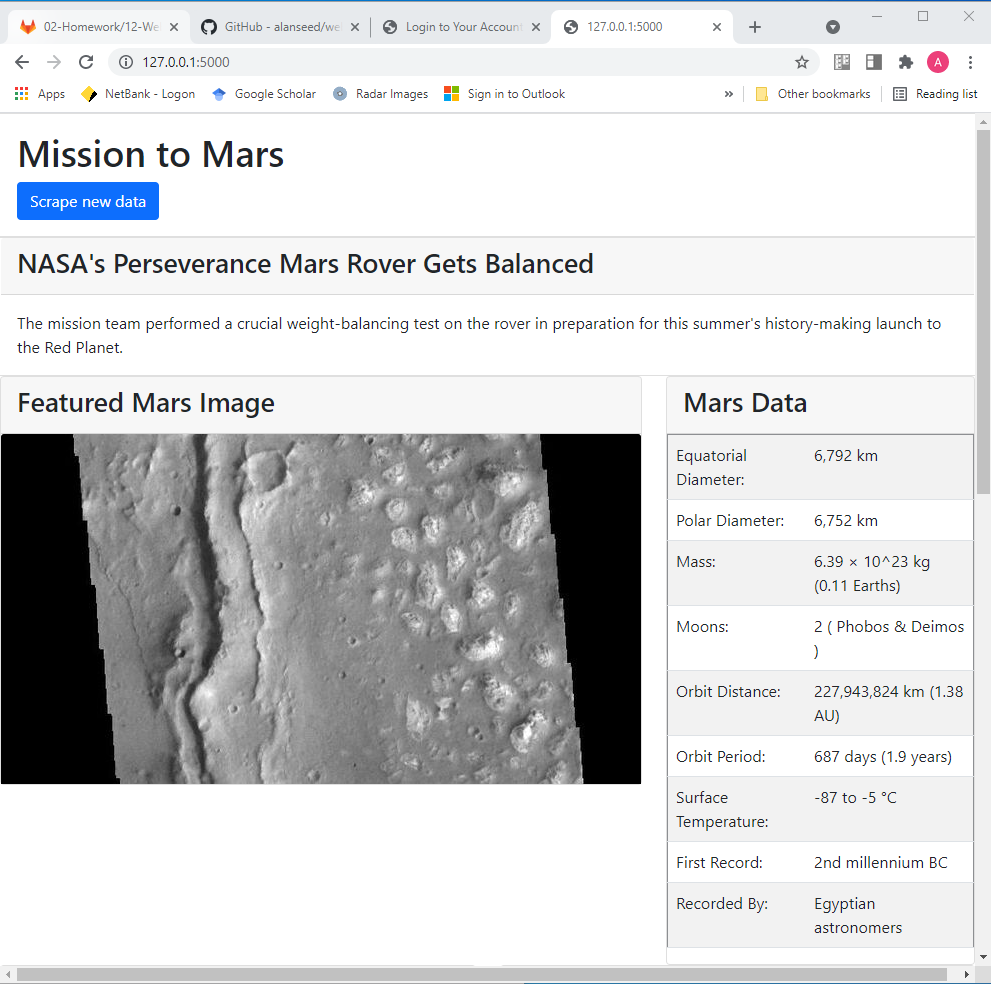 02-Homework/12-We
GitHub - alanseed/we
Login to Your Account
127.0.0.1:5000
127.0.0.1:5000
A
Apps
NetBank - Logon
Google Scholar
Radar Images
Sign in to Outlook
»
Other bookmarks
Reading list
Mission to Mars
Scrape new data
NASA's Perseverance Mars Rover Gets Balanced
The mission team performed a crucial weight-balancing test on the rover in preparation for this summer's history-making launch to
the Red Planet.
Featured Mars Image
Mars Data
Equatorial 6,792 km
Diameter:
Polar Diameter: 6,752 km
Mass: 6.39 × 10^23 kg
(0.11 Earths)
Moons: 2 ( Phobos & Deimos
)
Orbit Distance: 227,943,824 km (1.38
AU)
Orbit Period: 687 days (1.9 years)
Surface -87 to -5 °C
Temperature:
First Record: 2nd millennium BC
Recorded By: Egyptian
astronomers